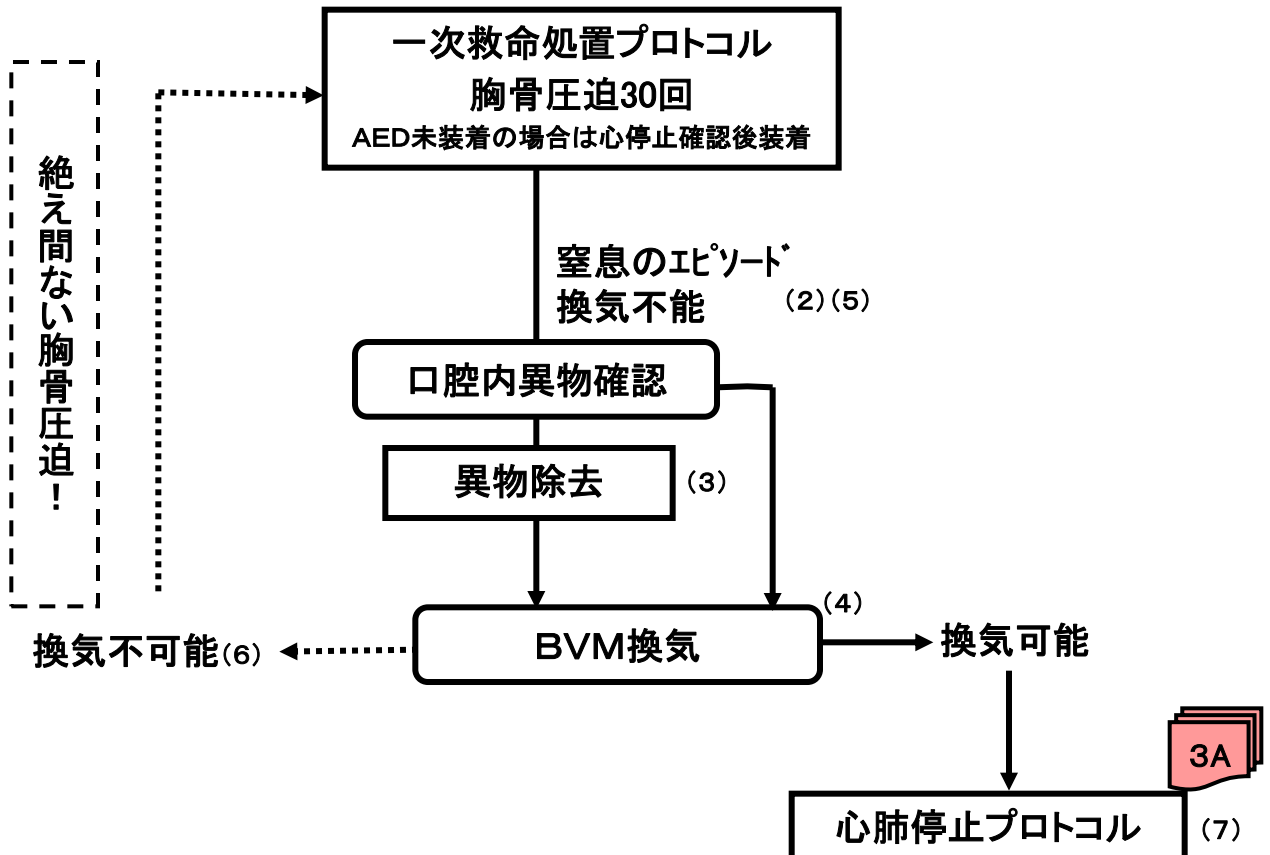 一次救命処置プロトコル
胸骨圧迫30回
AED未装着の場合は心停止確認後装着
絶え間ない胸骨圧迫！
窒息のｴﾋﾟｿｰﾄﾞ
換気不能 （2）（5）
口腔内異物確認
異物除去 （3）
（4）
BVM換気
換気不可能（6）
換気可能
3A
心肺停止プロトコル （7）